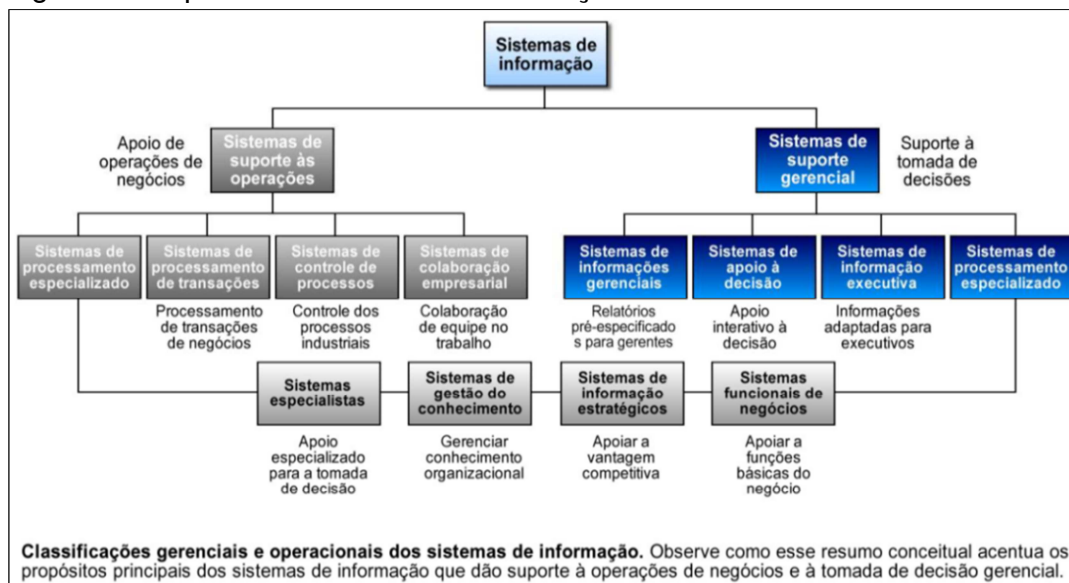 Sistemas de
informação
Apoio de
operações de
negócios
Sistemas de
suporte às
operações
Sistemas de
suporte
gerencial
Suporte à
tomada de
decisões
Sistemas de
processamento
especializado
Sistemas de
processamento
de transações
Sistemas de
controle de
processos
Sistemas de
colaboração
empresarial
Sistemas de
informações
gerenciais
Sistemas de
apoio à
decisão
Sistemas de
informação
executiva
Sistemas de
processamento
especializado
Processamento
de transações
de negócios
Controle dos
processos
industriais
Colaboração
de equipe no
trabalho
Relatórios
pré-especificado
s para gerentes
Apoio
interativo à
decisão
Informações
adaptadas para
executivos
Sistemas
especialistas
Sistemas de
gestão do
conhecimento
Sistemas de
informação
estratégicos
Sistemas
funcionais de
negócios
Apoio
especializado
para a tomada
de decisão
Gerenciar
conhecimento
organizacional
Apoiar a
vantagem
competitiva
Apoiar a
funções
básicas do
negócio
Classificações gerenciais e operacionais dos sistemas de informação. Observe como esse resumo conceitual acentua os
propósitos principais dos sistemas de informação que dão suporte à operações de negócios e à tomada de decisão gerencial.